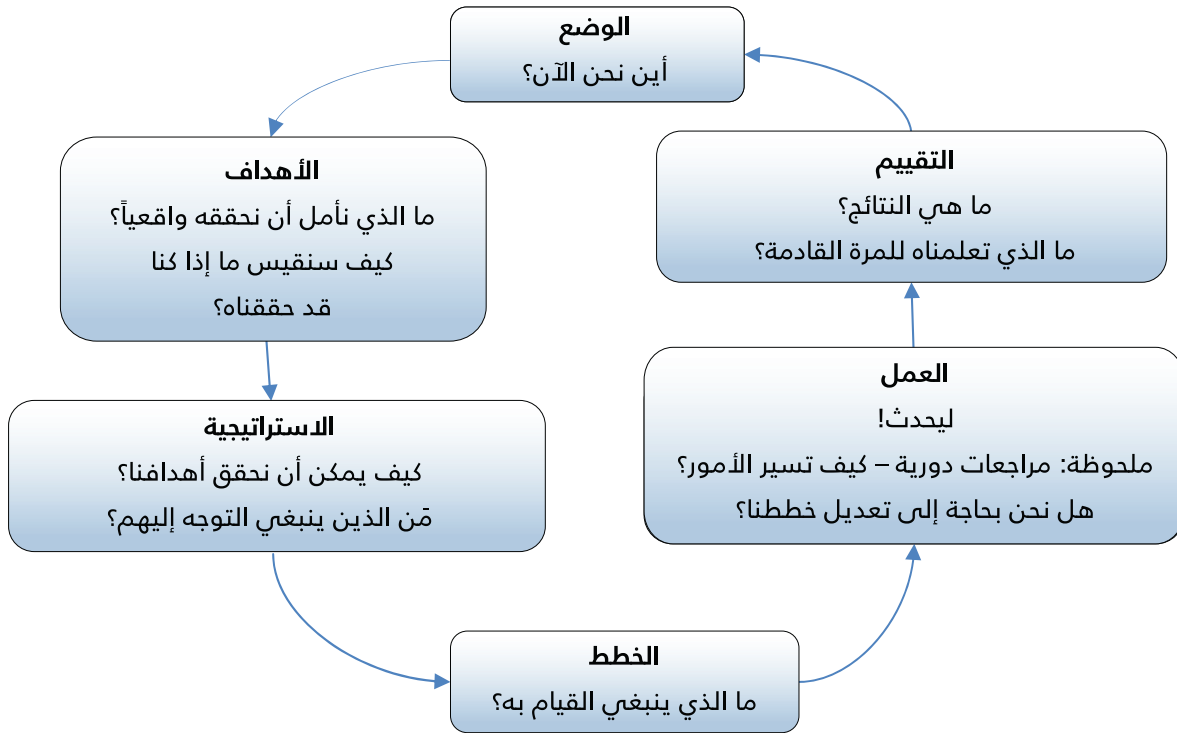 الوضع
أين نحن الآن؟
الأهداف
ما الذي نأمل أن نحققه واقعياً؟
كيف سنقيس ما إذا كنا
قد حققناه؟
الاستراتيجية
كيف يمكن أن نحقق أهدافنا؟
مَن الذين ينبغي التوجه إليهم؟
الخطط
ما الذي ينبغي القيام به؟
العمل
ليحدث!
ملحوظة: مراجعات دورية – كيف تسير الأمور؟
هل نحن بحاجة إلى تعديل خططنا؟
التقييم
ما هي النتائج؟
ما الذي تعلمناه للمرة القادمة؟